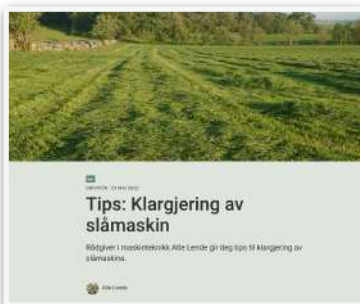 Tips: Klargjering av
slåmaskin
Rådgiver i maskinteknikk Atle Lende gir deg tips til klargjering av
slåmaskina.
Atle Lende